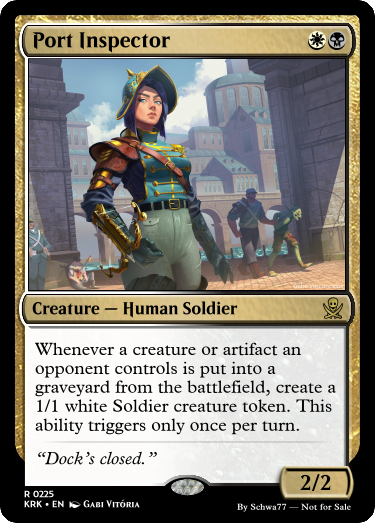 Port Inspector
Creature — Human Soldier
Whenever a creature or artifact an
opponent controls is put into a
graveyard from the battlefield, create a
1/1 white Soldier creature token. This
ability triggers only once per turn.
“Dock’s closed.”
2/2
R 0225
KRK • EN Gabi Vitória
By Schwa77 — Not for Sale